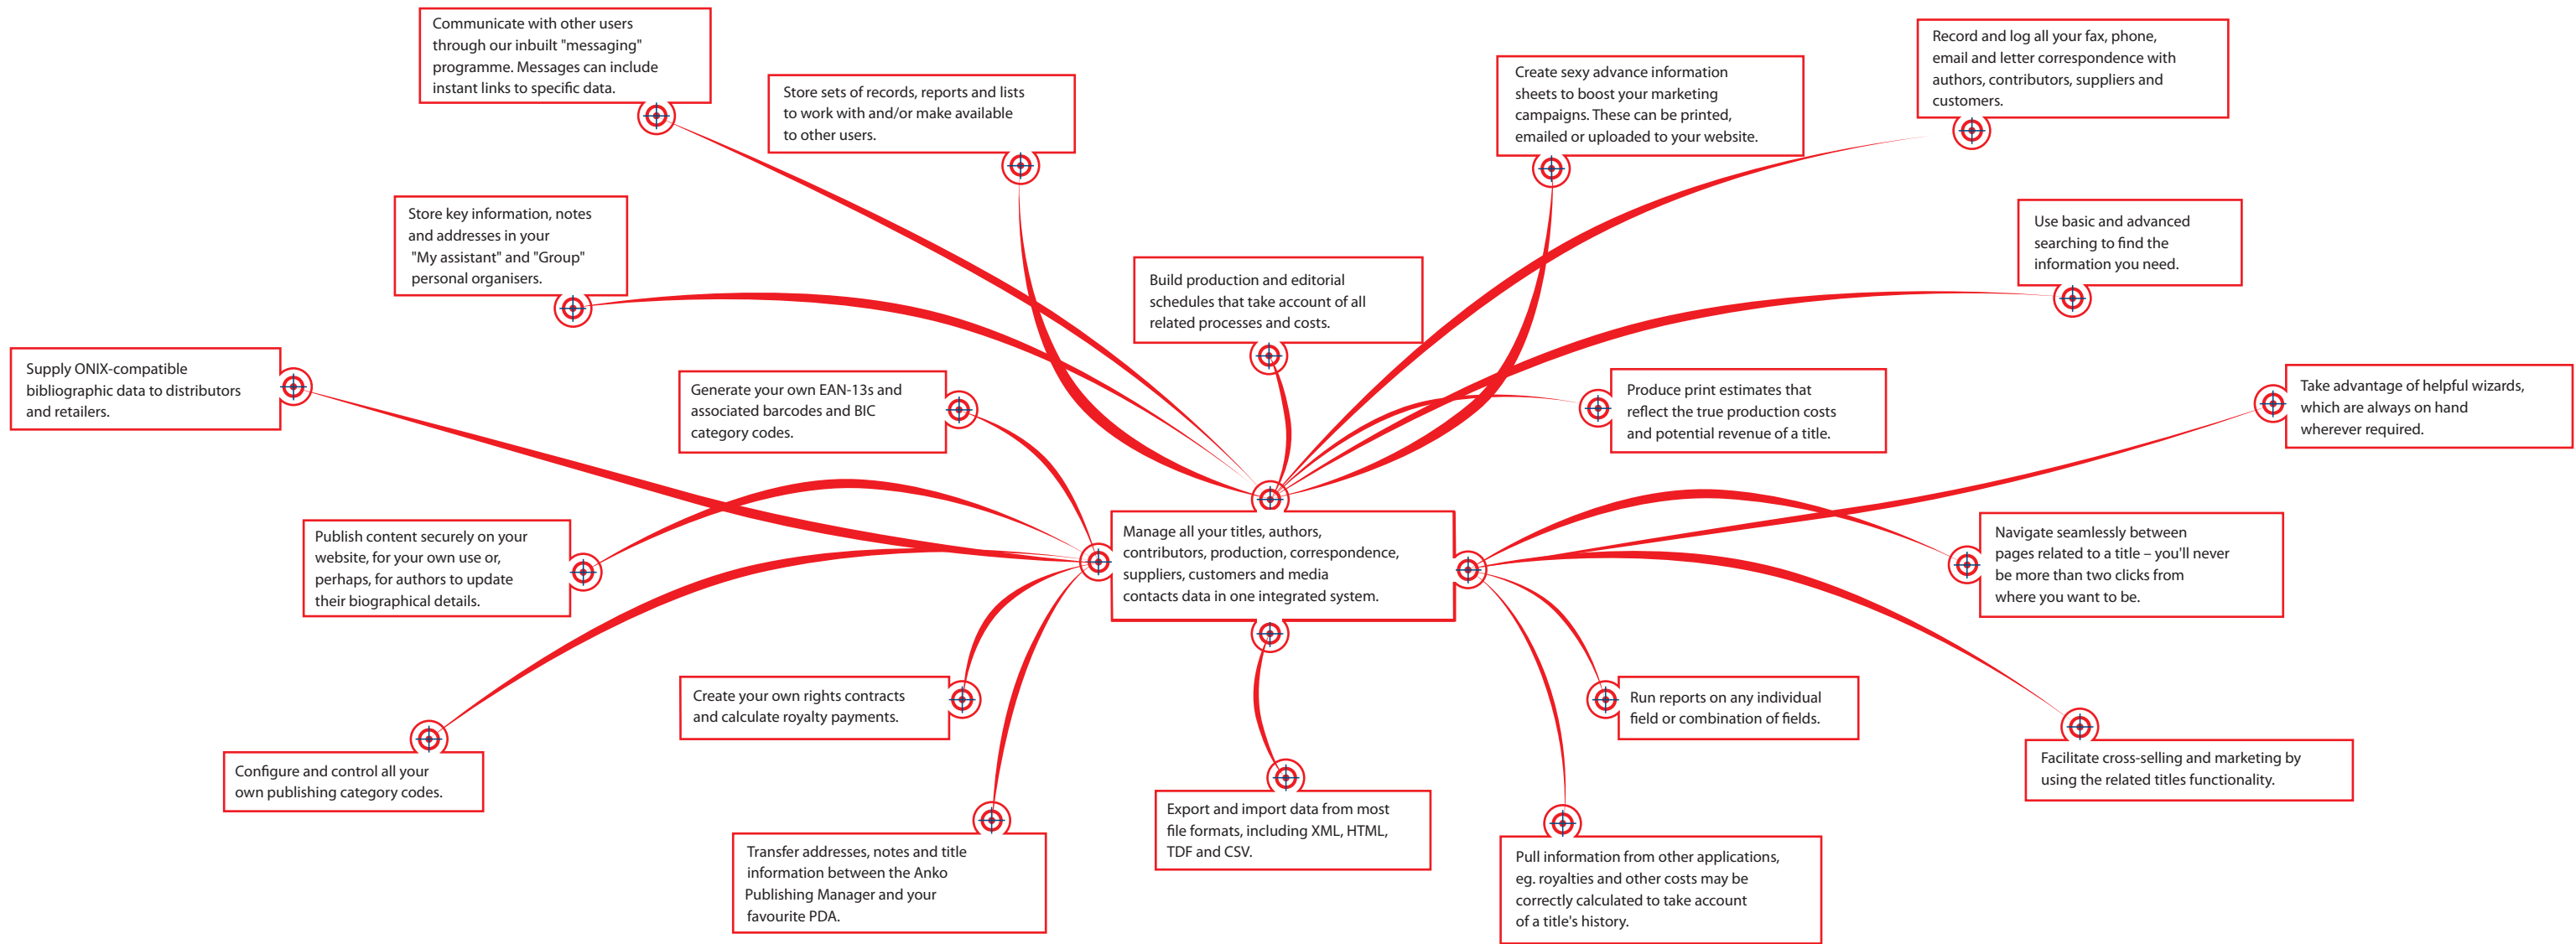 Communicate with other users
through our inbuilt "messaging"
programme. Messages can include
instant links to specific data.
Store sets of records, reports and lists
to work with and/or make available
to other users.
Create sexy advance information
sheets to boost your marketing
campaigns. These can be printed,
emailed or uploaded to your website.
Record and log all your fax, phone,
email and letter correspondence with
authors, contributors, suppliers and
customers.
Store key information, notes
and addresses in your
"My assistant" and "Group"
personal organisers.
Build production and editorial
schedules that take account of all
related processes and costs.
Use basic and advanced
searching to find the
information you need.
Supply ONIX-compatible
bibliographic data to distributors
and retailers.
Generate your own EAN-13s and
associated barcodes and BIC
category codes.
Produce print estimates that
reflect the true production costs
and potential revenue of a title.
Take advantage of helpful wizards,
which are always on hand
wherever required.
Publish content securely on your
website, for your own use or,
perhaps, for authors to update
their biographical details.
Manage all your titles, authors,
contributors, production, correspondence,
suppliers, customers and media
contacts data in one integrated system.
Navigate seamlessly between
pages related to a title – you'll never
be more than two clicks from
where you want to be.
Create your own rights contracts
and calculate royalty payments.
Run reports on any individual
field or combination of fields.
Configure and control all your
own publishing category codes.
Facilitate cross-selling and marketing by
using the related titles functionality.
Transfer addresses, notes and title
information between the Anko
Publishing Manager and your
favourite PDA.
Export and import data from most
file formats, including XML, HTML,
TDF and CSV.
Pull information from other applications,
eg. royalties and other costs may be
correctly calculated to take account
of a title's history.